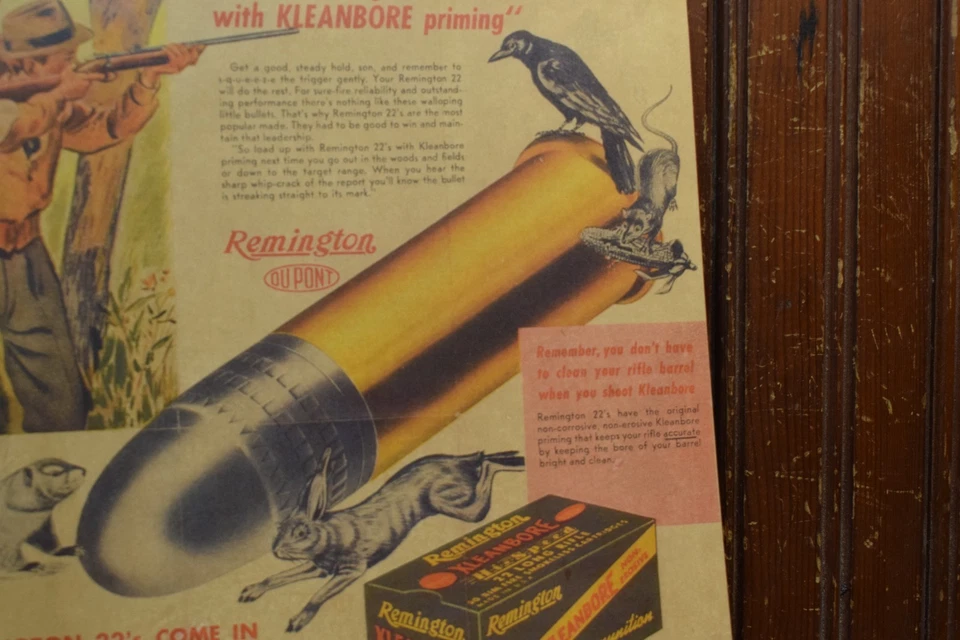 with KLEANBORE priming"
Get a good, steady hold, son, and remember to
s-q-u-e-e-z-e the trigger gently. Your Remington 22
will do the rest. For sure-fire reliability and outstand-
ing performance there's nothing like these walloping
little bullets. That's why Remington 22's are the most
popular made. They had to be good to win and main-
tain that leadership.
"So load up with Remington 22's with Kleanbore
priming next time you go out in the woods and fields
or down to the target range. When you hear the
sharp whip-crack of the report you'll know the bullet
is streaking straight to its mark."
Remington
DU PONT
Remember, you don't have
to clean your rifle barrel
when you shoot Kleanbore
Remington 22's have the original
non-corrosive, non-erosive Kleanbore
priming that keeps your rifle accurate
by keeping the bore of your barrel
bright and clean.
Remington
KLEANBORE
Hi-Speed
22 LONG RIFLE
Remington
Remington
KLEANBORE
NON-
22's COME IN